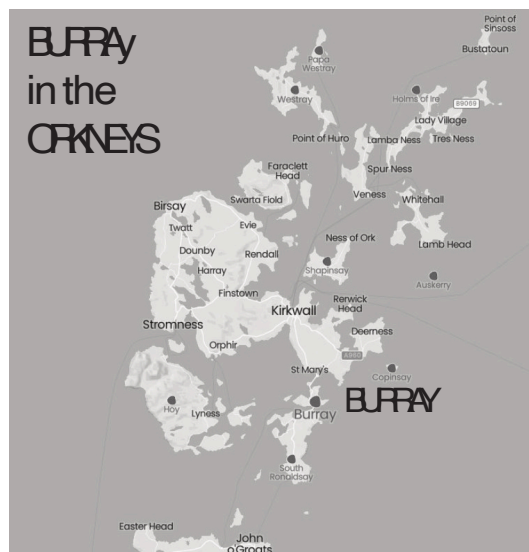 BURRAy
in the
ORKNEYS
Point of
Sinsoss
Bustatoun
Papa
Westray
Westray
Holms of Ire
B9069
Lady Village
Point of Huro
Lamba Ness
Tres Ness
Faraclett
Head
Spur Ness
Swarta Fiold
Veness
Whitehall
Birsay
Twatt
Evie
Ness of Ork
Lamb Head
Dounby
Rendall
Harray
Shapinsay
Auskerry
Finstown
Kirkwall
Rerwick
Head
Stromness
Deerness
Orphir
A960
St Mary's
Copinsay
Hoy
Lyness
Burray
BURRAY
South
Ronaldsay
Easter Head
John
o'Groats